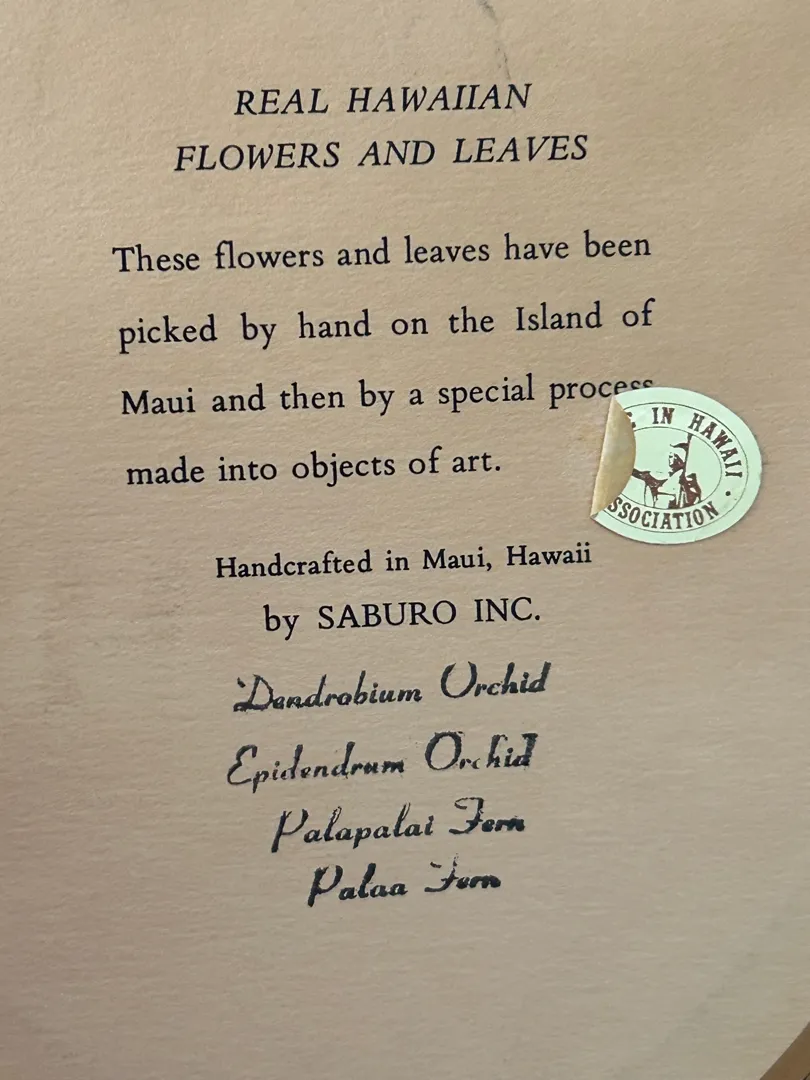 REAL HAWAIIAN
FLOWERS AND LEAVES
These flowers and leaves have been
picked by hand on the Island of
Maui and then by a special process
made into objects of art.
IN HAWAII
SSOCIATION
Handcrafted in Maui, Hawaii
by SABURO INC.
Dendrobium Orchid
Epidendrum Orchid
Palapalai Fern
Palaa Fern